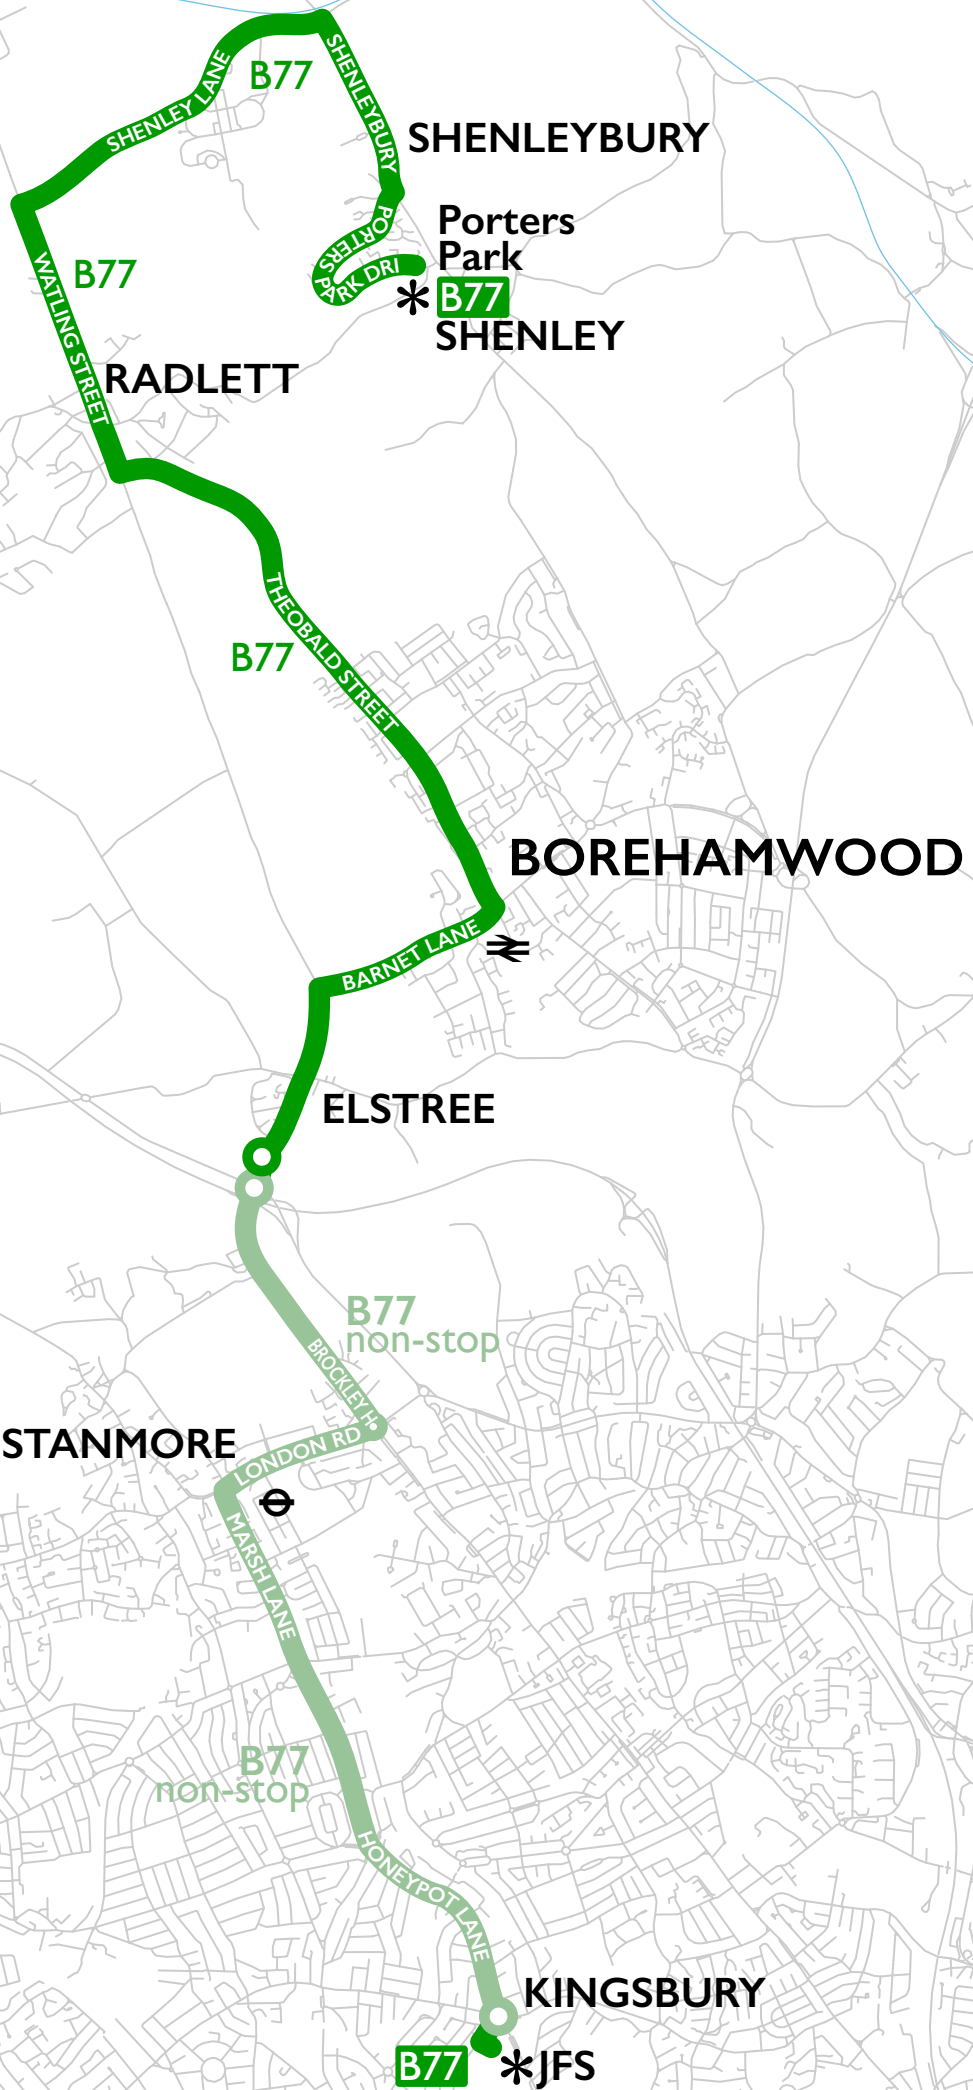 B77
SHENLEY LANE
SHENLEYBURY
SHENLEYBURY
PORTERS PARK DRI
Porters
Park
B77
SHENLEY
WATLING STREET
B77
RADLETT
THEOBALD STREET
B77
BOREHAMWOOD
BARNET LANE
ELSTREE
B77
non-stop
BROCKLEY H
STANMORE
LONDON RD
MARSH LANE
B77
non-stop
HONEYPOT LANE
KINGSBURY
B77
*JFS